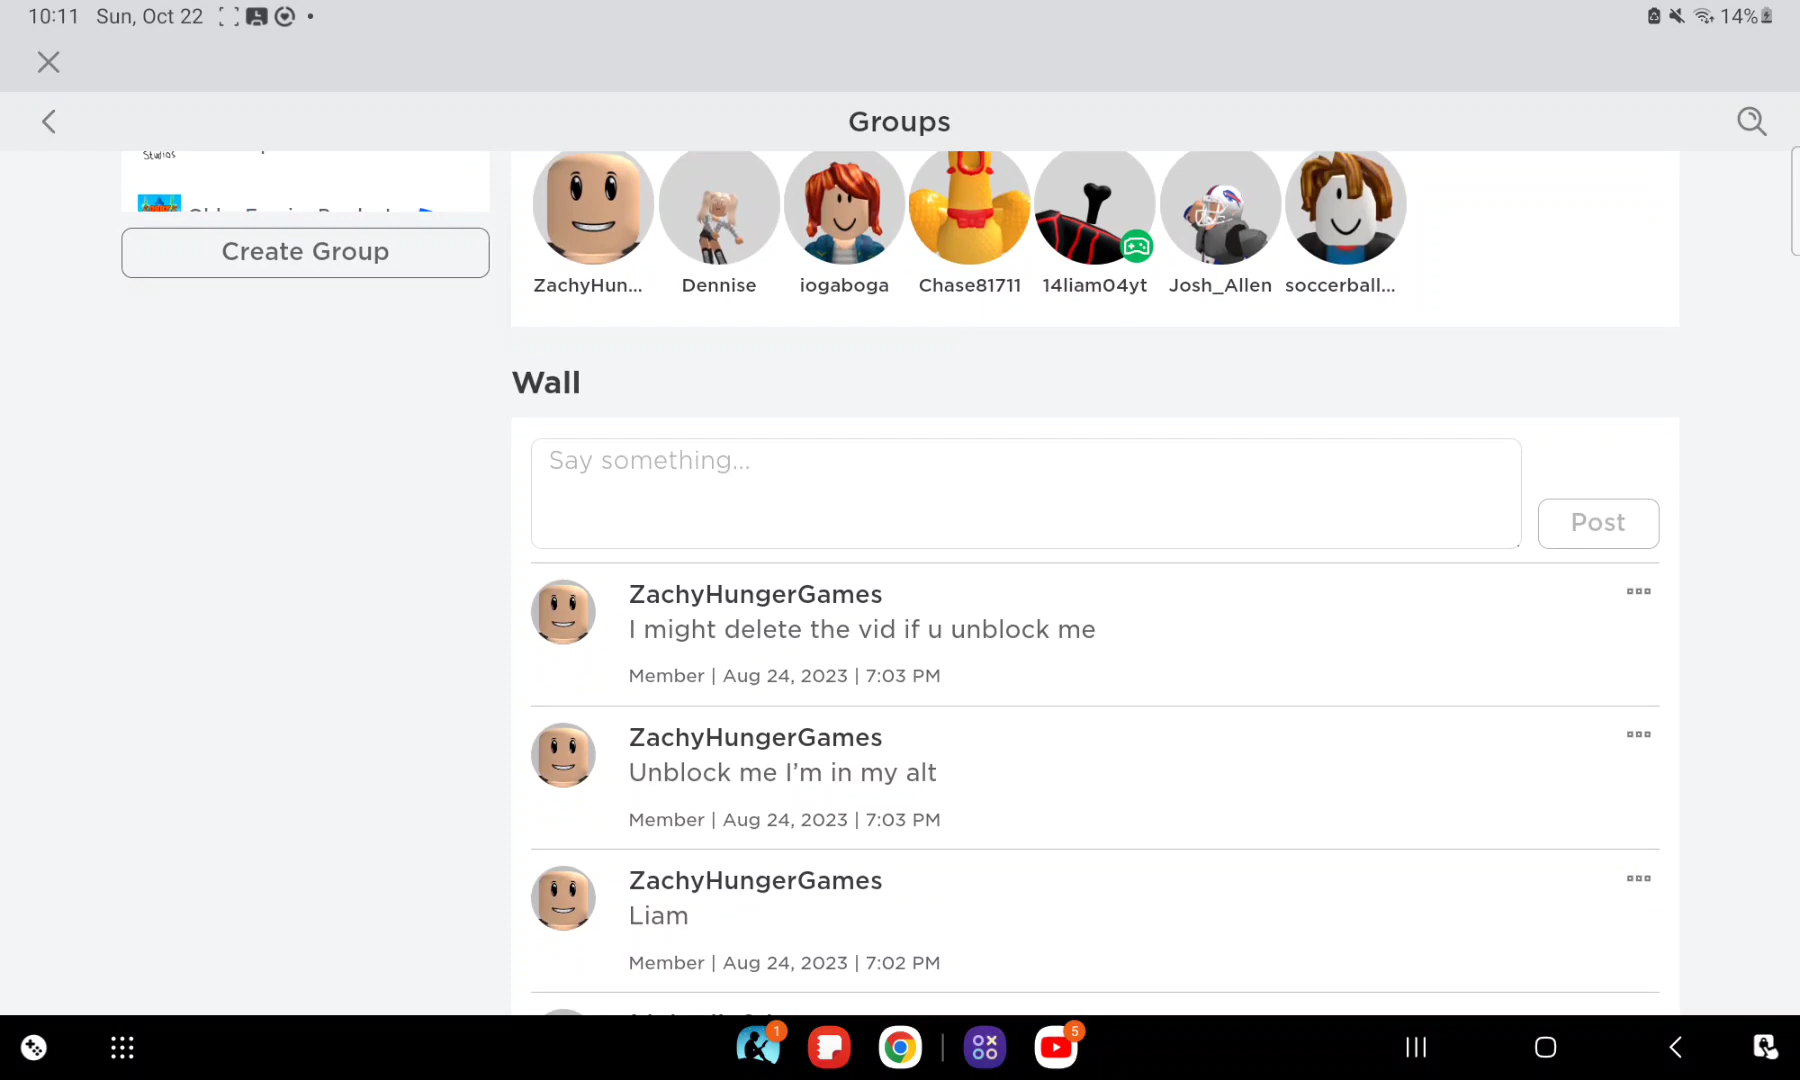 10:11 Sun, Oct 22
14%
Groups
Studios
Create Group
ZachyHun...
Dennise
iogaboga
Chase81711
14liam04yt
Josh_Allen
soccerball...
Wall
Say something...
Post
ZachyHungerGames
I might delete the vid if u unblock me
Member | Aug 24, 2023 | 7:03 PM
ZachyHungerGames
Unblock me I’m in my alt
Member | Aug 24, 2023 | 7:03 PM
ZachyHungerGames
Liam
Member | Aug 24, 2023 | 7:02 PM
1
5